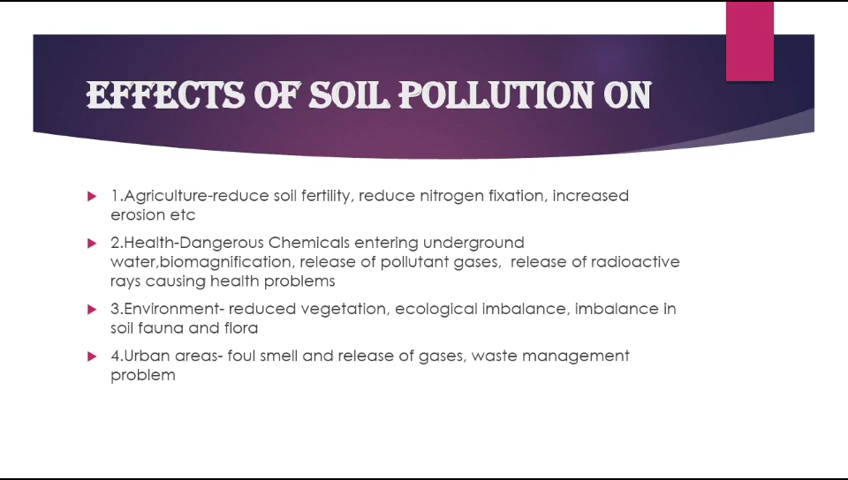 EFFECTS OF SOIL POLLUTION ON
1.Agriculture-reduce soil fertility, reduce nitrogen fixation, increased
erosion etc
2.Health-Dangerous Chemicals entering underground
water,biomagnification, release of pollutant gases,  release of radioactive
rays causing health problems
3.Environment- reduced vegetation, ecological imbalance, imbalance in
soil fauna and flora
4.Urban areas- foul smell and release of gases, waste management
problem